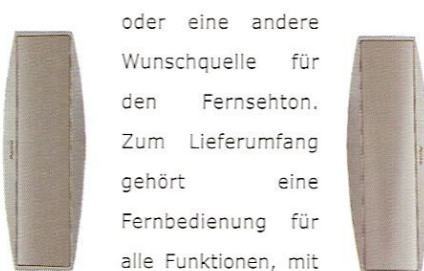 oder eine andere
Wunschquelle für
den Fernsehton.
Zum Lieferumfang
gehört eine
Fernbedienung für
alle Funktionen, mit